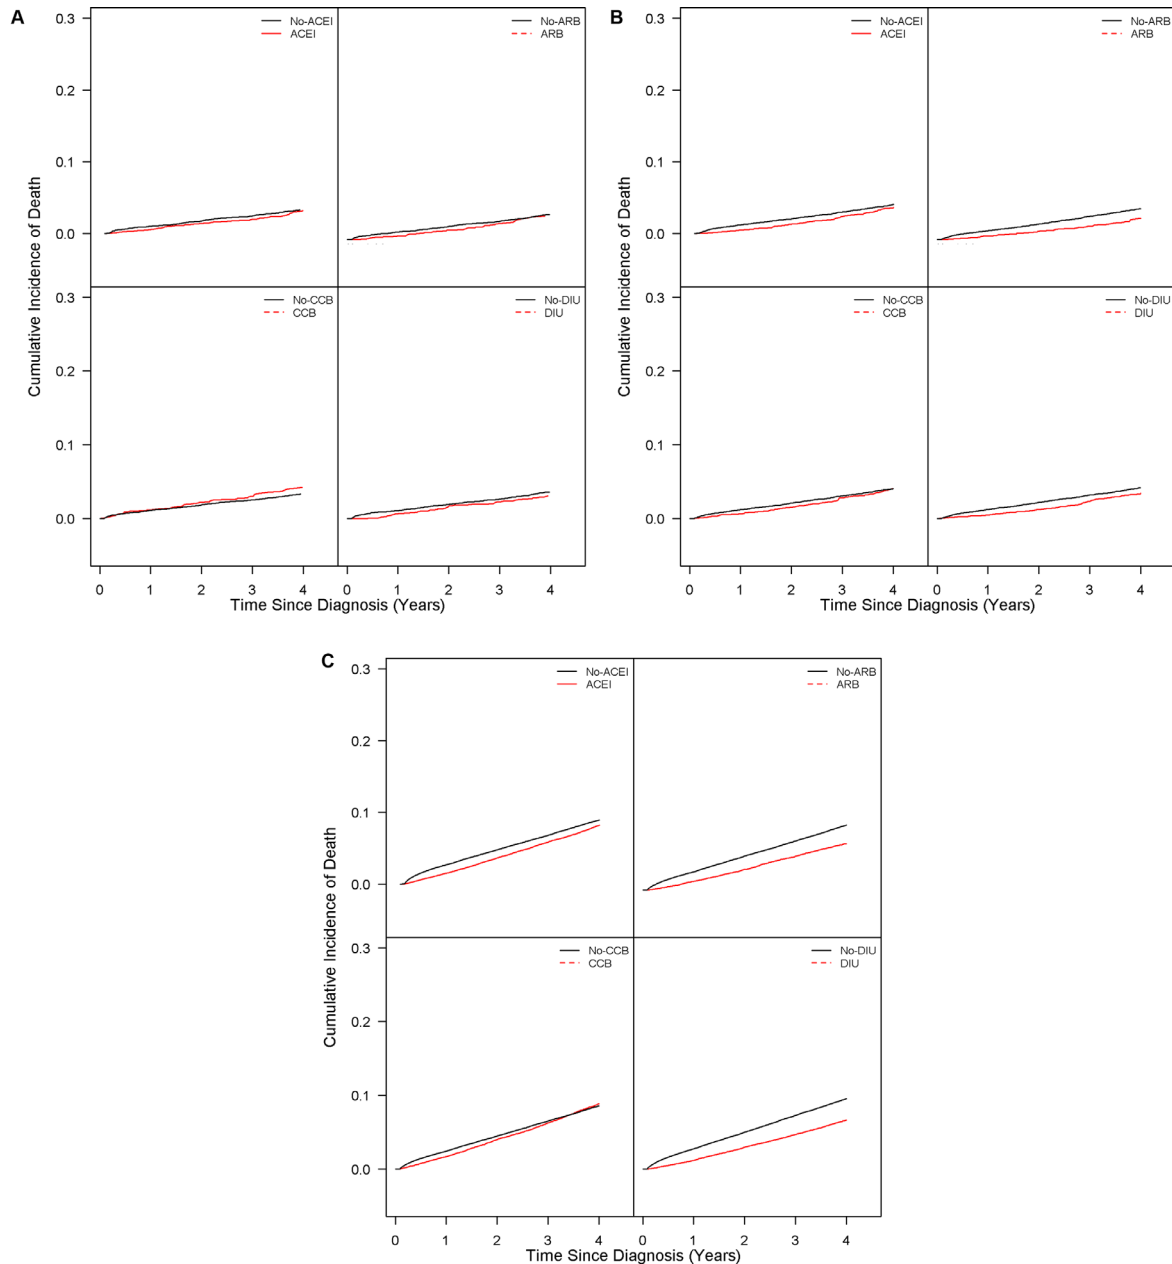 A
0.3
No-ACEI
ACEI
No-ARB
ARB
0.2
0.1
0.0
0.3
No-CCB
CCB
No-DIU
DIU
0.2
0.1
0.0
Cumulative Incidence of Death
0 1 2 3 4 0 1 2 3 4
Time Since Diagnosis (Years)
B
0.3
No-ACEI
ACEI
No-ARB
ARB
0.2
0.1
0.0
0.3
No-CCB
CCB
No-DIU
DIU
0.2
0.1
0.0
Cumulative Incidence of Death
0 1 2 3 4 0 1 2 3 4
Time Since Diagnosis (Years)
C
0.3
No-ACEI
ACEI
No-ARB
ARB
0.2
0.1
0.0
0.3
No-CCB
CCB
No-DIU
DIU
0.2
0.1
0.0
Cumulative Incidence of Death
0 1 2 3 4 0 1 2 3 4
Time Since Diagnosis (Years)